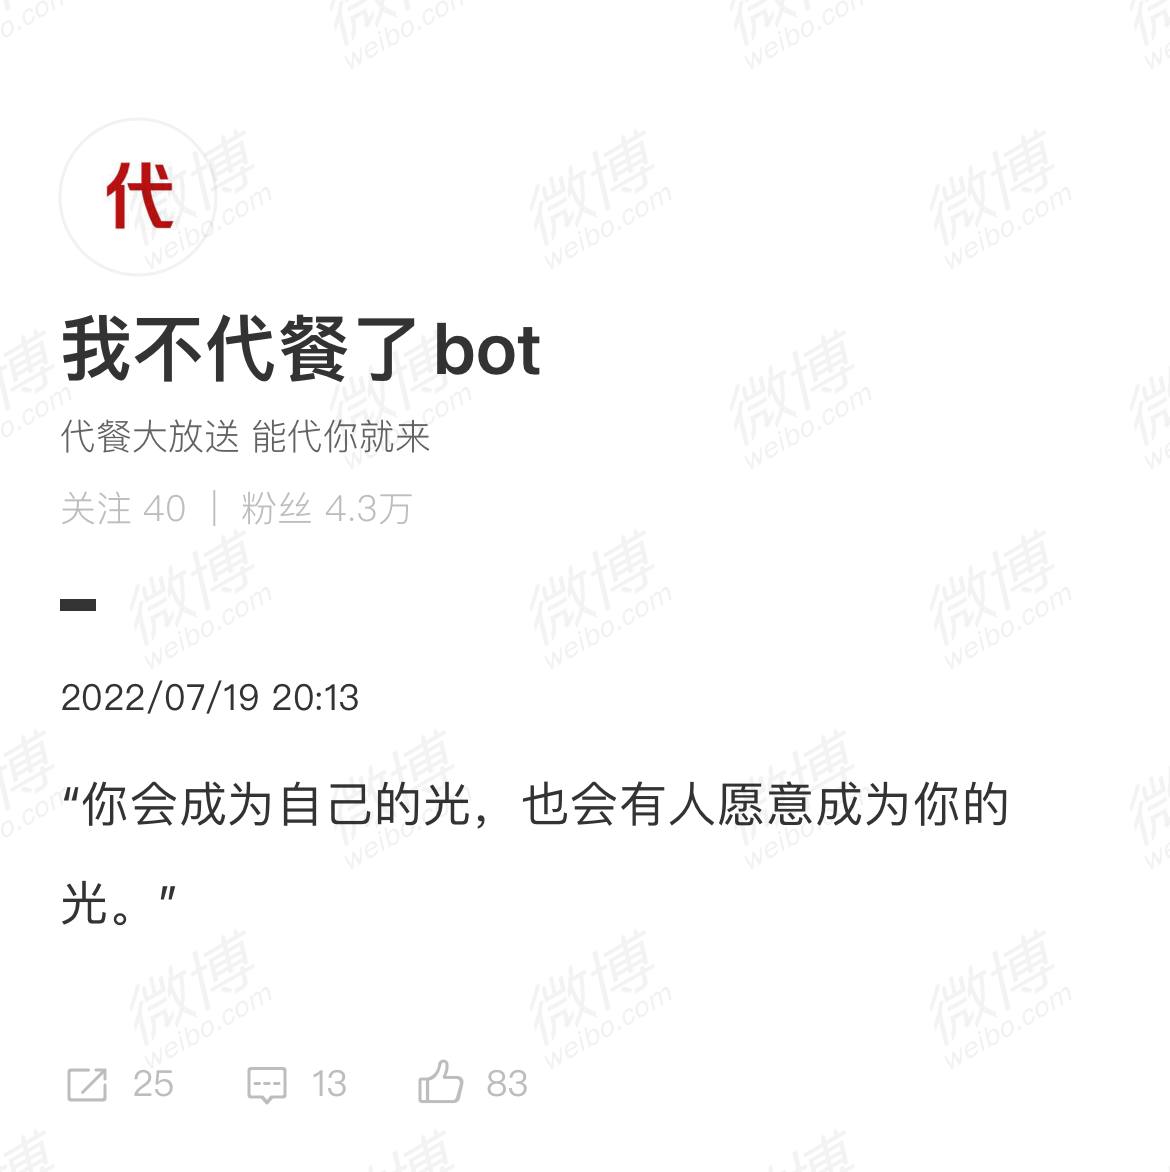 代
我不代餐了bot
代餐大放送 能代你就来
关注 40 | 粉丝 4.3万
2022/07/19 20:13
“你会成为自己的光，也会有人愿意成为你的
光。”
25 13 83
微博
weibo.com